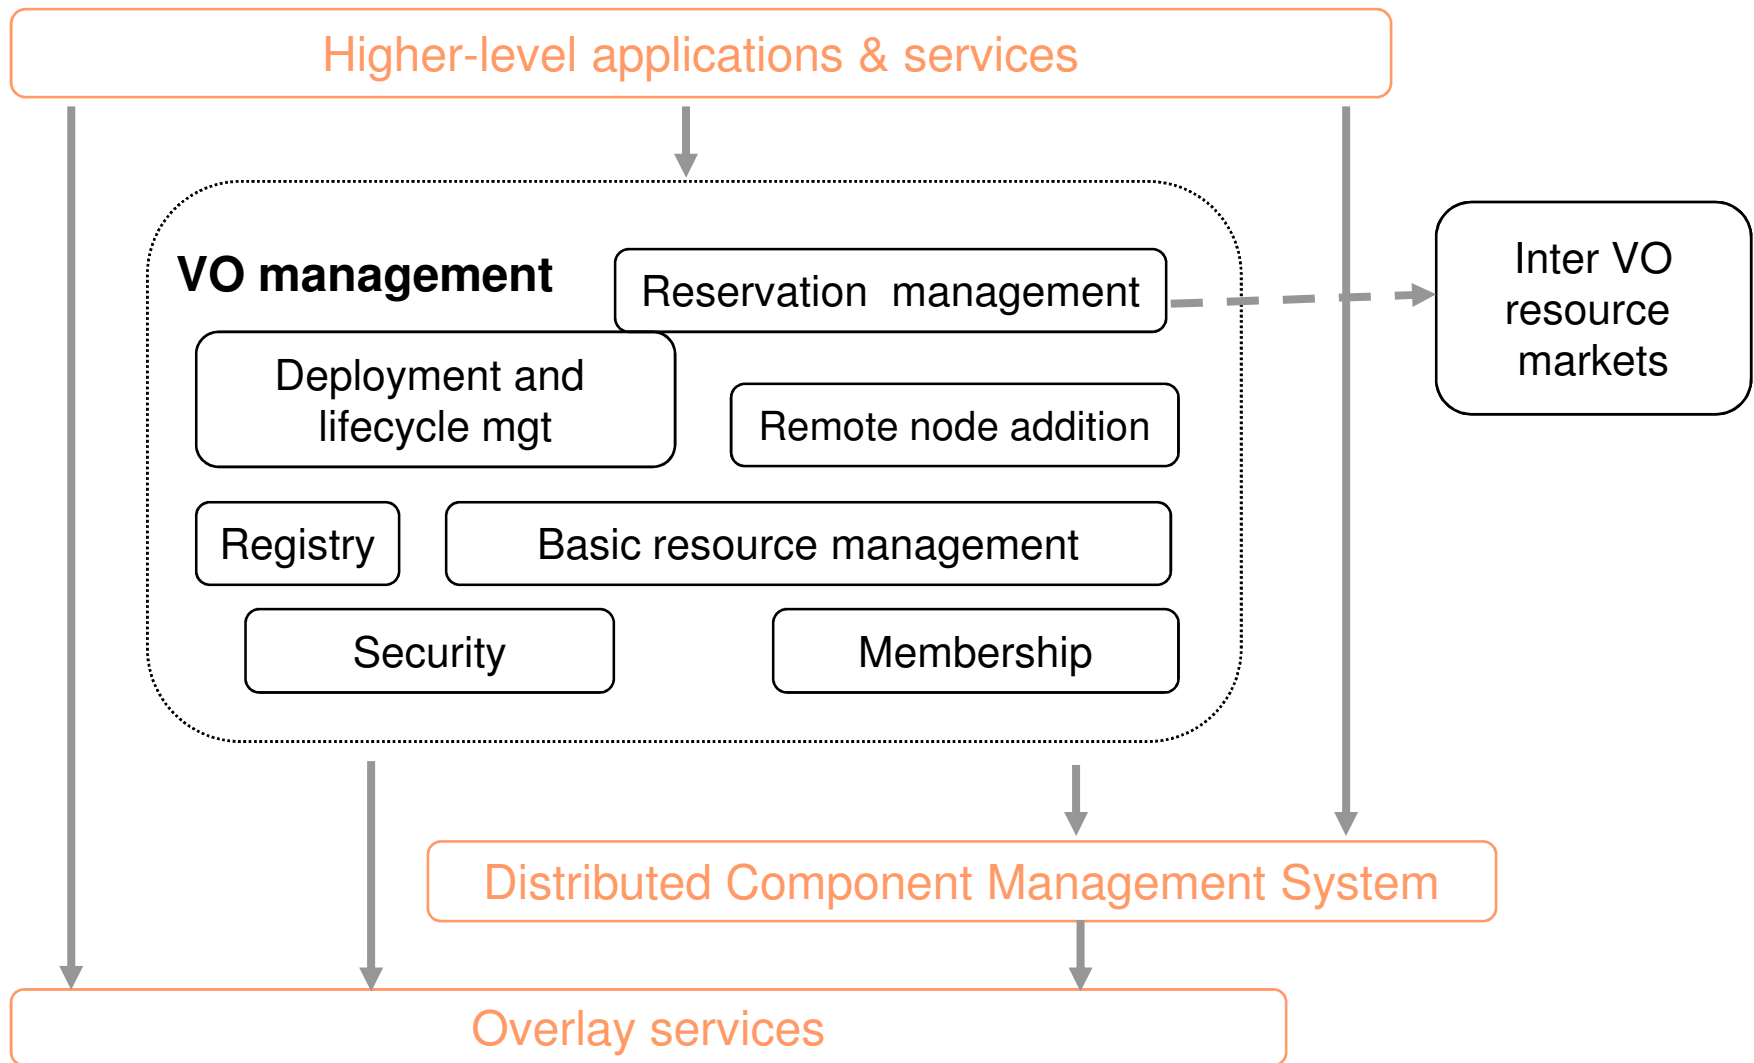 Higher-level applications & services
VO management
Reservation management
Inter VO
resource
markets
Deployment and
lifecycle mgt
Remote node addition
Registry
Basic resource management
Security
Membership
Distributed Component Management System
Overlay services